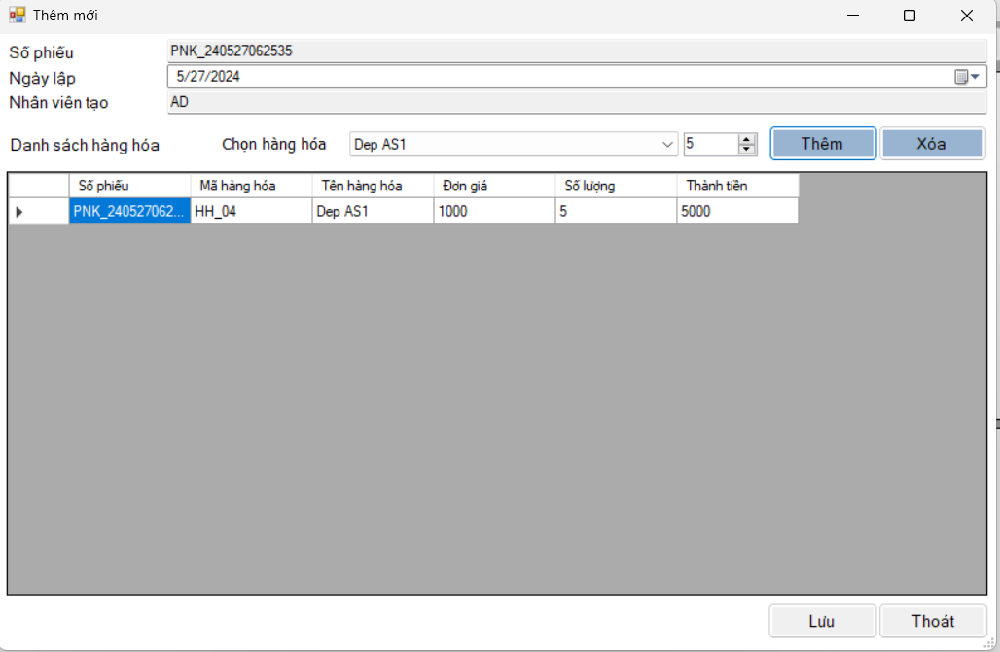 Thêm mới
Số phiếu PNK_240527062535
Ngày lập 5/27/2024
Nhân viên tạo AD
Danh sách hàng hóa Chọn hàng hóa Dep AS1 5 Thêm Xóa
Số phiếu Mã hàng hóa Tên hàng hóa Đơn giá Số lượng Thành tiền
PNK_240527062... HH_04 Dep AS1 1000 5 5000
Lưu Thoát